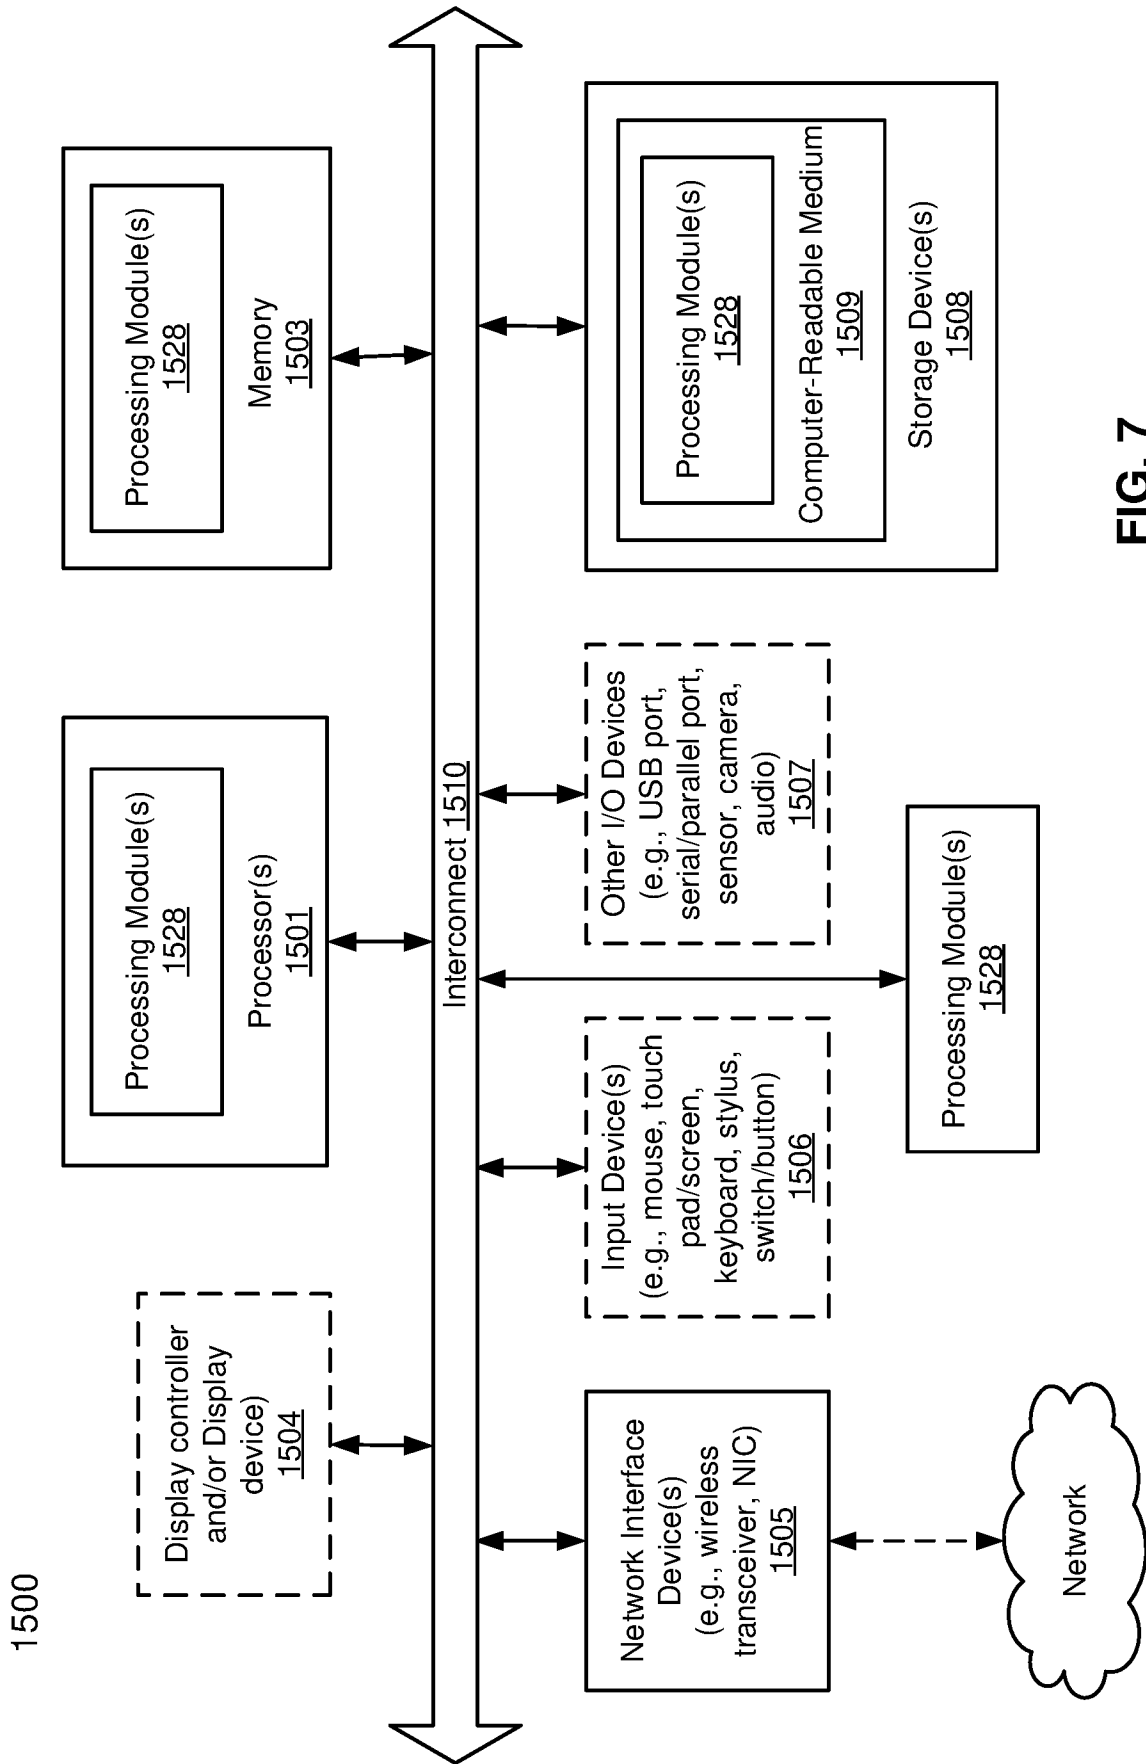 1500
Display controller
and/or Display
device)
1504
Processing Module(s)
1528
Processor(s)
1501
Processing Module(s)
1528
Memory
1503
Interconnect 1510
Network Interface
Device(s)
(e.g., wireless
transceiver, NIC)
1505
Input Device(s)
(e.g., mouse, touch
pad/screen,
keyboard, stylus,
switch/button)
1506
Other I/O Devices
(e.g., USB port,
serial/parallel port,
sensor, camera,
audio)
1507
Processing Module(s)
1528
Computer-Readable Medium
1509
Storage Device(s)
1508
Processing Module(s)
1528
Network
FIG. 7